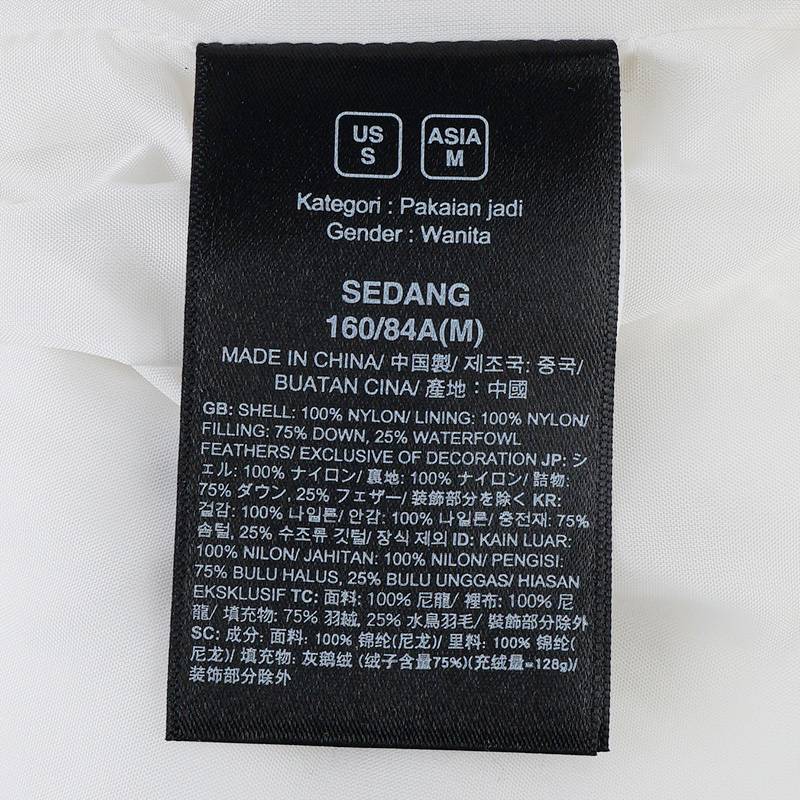 US
S
ASIA
M
Kategori : Pakaian jadi
Gender : Wanita
SEDANG
160/84A(M)
MADE IN CHINA/ 中国製/ 제조국: 중국/
BUATAN CINA/ 產地：中國
GB: SHELL: 100% NYLON/ LINING: 100% NYLON/
FILLING: 75% DOWN, 25% WATERFOWL
FEATHERS/ EXCLUSIVE OF DECORATION JP: シ
ェル: 100% ナイロン/ 裏地: 100% ナイロン/ 詰物:
75% ダウン, 25% フェザー/ 装飾部分を除く KR:
겉감: 100% 나일론/ 안감: 100% 나일론/ 충전재: 75%
솜털, 25% 수조류 깃털/ 장식 제외 ID: KAIN LUAR:
100% NILON/ JAHITAN: 100% NILON/ PENGISI:
75% BULU HALUS, 25% BULU UNGGAS/ HIASAN
EKSKLUSIF TC: 面料: 100% 尼龍/ 裡布: 100% 尼
龍/ 填充物: 75% 羽絨, 25% 水鳥羽毛/ 裝飾部分除外
SC: 成分: 面料: 100% 锦纶(尼龙)/ 里料: 100% 锦纶(
尼龙)/ 填充物: 灰鹅绒 (绒子含量75%)(充绒量=128g)/
装饰部分除外